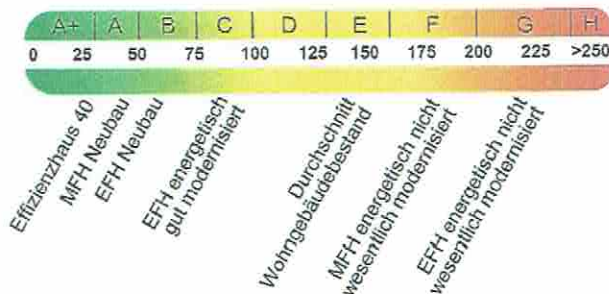 A+ A B C D E F G H
0 25 50 75 100 125 150 175 200 225 >250
Effizienzhaus 40
MFH Neubau
EFH Neubau
EFH energetisch
gut modernisiert
Durchschnitt
Wohngebäudebestand
MFH energetisch nicht
wesentlich modernisiert
EFH energetisch nicht
wesentlich modernisiert